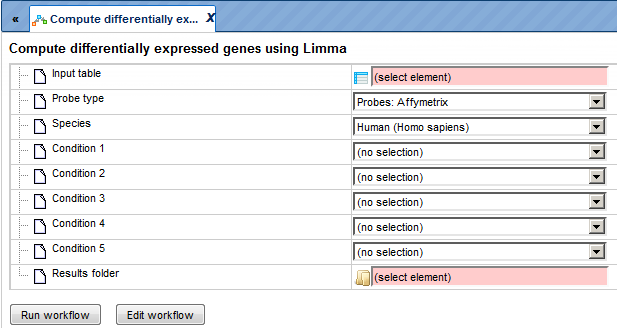 « Compute differentially ex... X
Compute differentially expressed genes using Limma
Input table (select element)
Probe type Probes: Affymetrix
Species Human (Homo sapiens)
Condition 1 (no selection)
Condition 2 (no selection)
Condition 3 (no selection)
Condition 4 (no selection)
Condition 5 (no selection)
Results folder (select element)
Run workflow Edit workflow